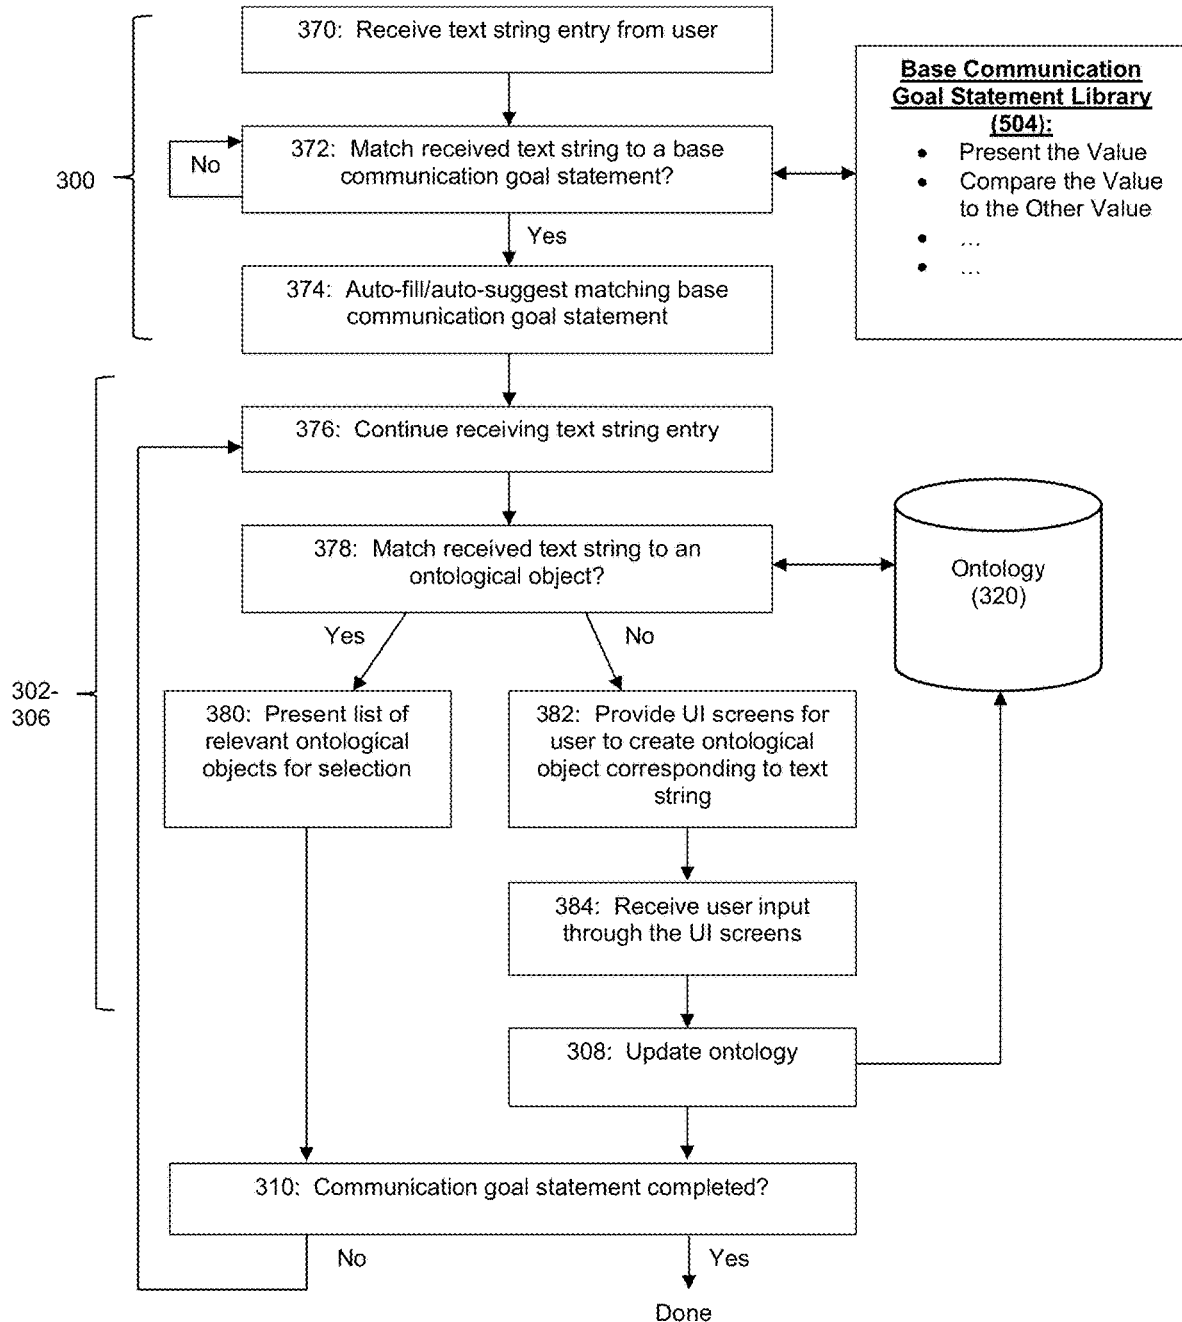 370: Receive text string entry from user
Base Communication
Goal Statement Library
(504):
• Present the Value
• Compare the Value
to the Other Value
• ...
• ...
372: Match received text string to a base
communication goal statement?
No
300
Yes
374: Auto-fill/auto-suggest matching base
communication goal statement
376: Continue receiving text string entry
378: Match received text string to an
ontological object?
Ontology
(320)
Yes
No
302-
306
380: Present list of
relevant ontological
objects for selection
382: Provide UI screens for
user to create ontological
object corresponding to text
string
384: Receive user input
through the UI screens
308: Update ontology
310: Communication goal statement completed?
No
Yes
Done